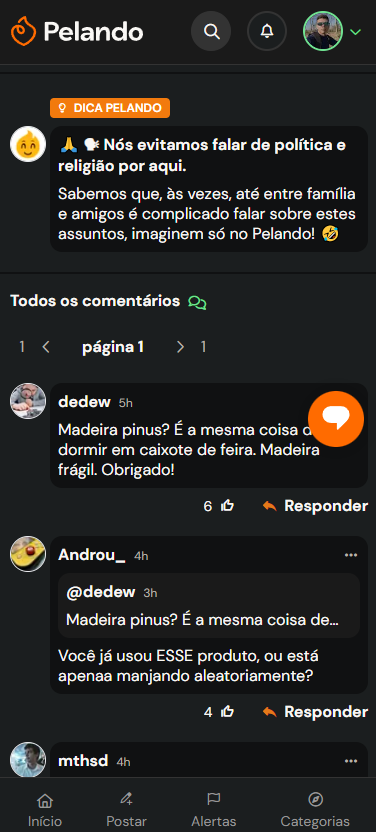 Pelando
DICA PELANDO
🙏 🗣 Nós evitamos falar de política e
religião por aqui.
Sabemos que, às vezes, até entre família
e amigos é complicado falar sobre estes
assuntos, imaginem só no Pelando! 🤣
Todos os comentários
1 página 1 1
dedew 5h
Madeira pinus? É a mesma coisa
dormir em caixote de feira. Madeira
frágil. Obrigado!
6 Responder
Androu_ 4h
@dedew 3h
Madeira pinus? É a mesma coisa de...
Você já usou ESSE produto, ou está
apenaa manjando aleatoriamente?
4 Responder
mthsd 4h
Início Postar Alertas Categorias